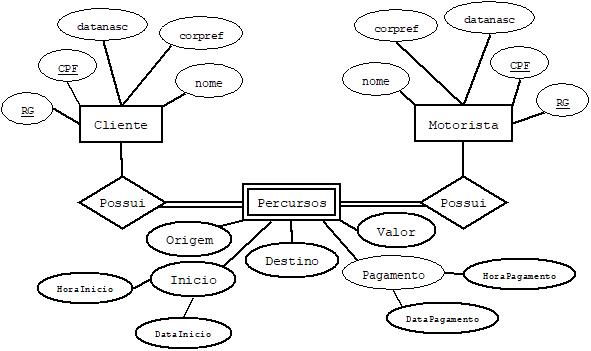 datanasc
corpref
CPF
nome
RG
Cliente
datanasc
corpref
CPF
nome
RG
Motorista
Possui
Percursos
Possui
Origem
Valor
Destino
Inicio
Pagamento
HoraInicio
HoraPagamento
DataInicio
DataPagamento